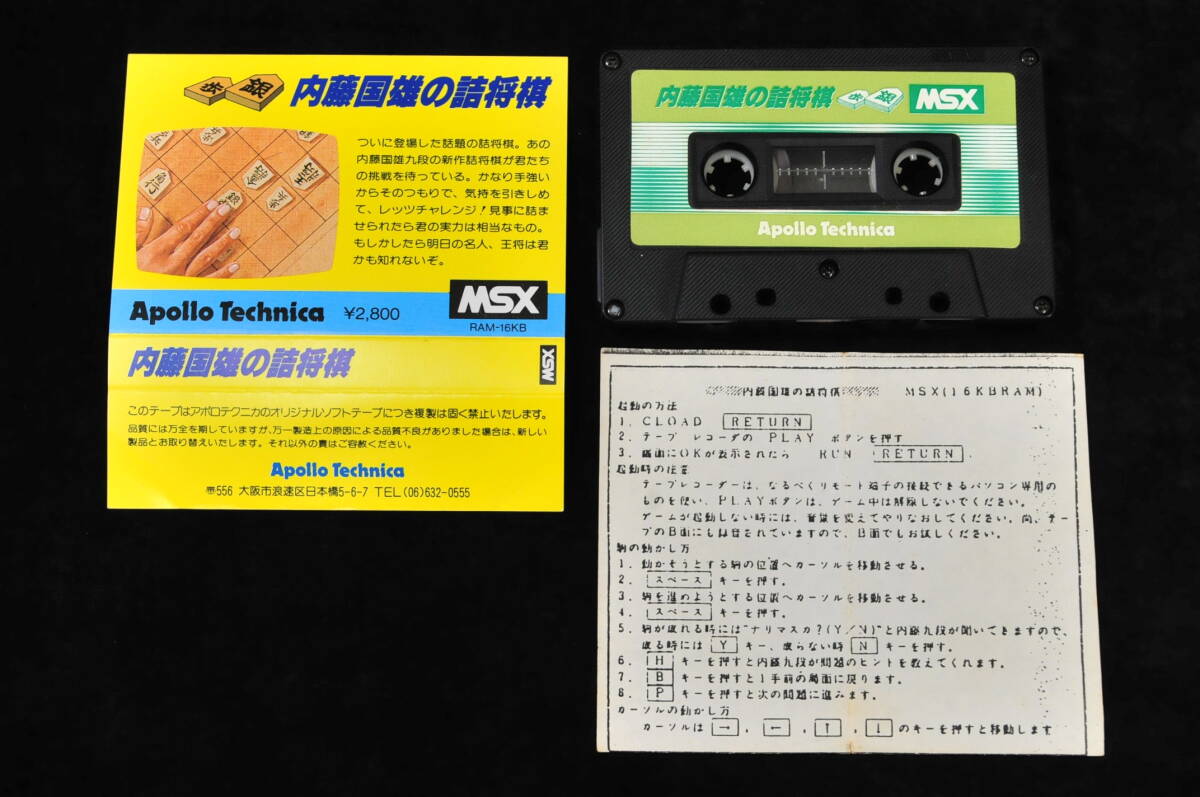 歩 銀 内藤国雄の詰将棋
ついに登場した話題の詰将棋。あの
内藤国雄九段の新作詰将棋が君たち
の挑戦を待っている。かなり手強い
からそのつもりで、気持を引きしめ
て、レッツチャレンジ！見事に詰ま
せられたら君の実力は相当なもの。
もしかしたら明日の名人、王将は君
かも知れないぞ。
角行
銀
Apollo Technica ¥2,800
MSX
RAM-16KB
内藤国雄の詰将棋
MSX
このテープはアポロテクニカのオリジナルソフトテープにつき複製は固く禁止いたします。
品質には万全を期していますが、万一製造上の原因による品質不良がありました場合は、新しい
製品とお取り替えいたします。それ以外の責はご容赦ください。
Apollo Technica
〒556 大阪市浪速区日本橋5-6-7 TEL(06)632-0555
内藤国雄の詰将棋 歩 銀 MSX
Apollo Technica
内藤国雄の詰将棋 MSX(16KBRAM)
起動の方法
1. CLOAD RETURN
2. テープ レコーダの PLAY ボタンを押す
3. 画面にOKが表示されたら RUN RETURN.
起動時の注意
テープレコーダーは、なるべくリモート端子の接続できるパソコン専用の
ものを使い、PLAYボタンは、ゲーム中は解除しないでください。
ゲームが起動しない時には、音量を変えてやりなおしてください。尚、テー
プのB面にも録音されていますので、B面でもお試しください。
駒の動かし方
1. 動かそうとする駒の位置へカーソルを移動させる。
2. スペース キーを押す。
3. 駒を進めようとする位置へカーソルを移動させる。
4. スペース キーを押す。
5. 駒が成れる時には"ナリマスカ?(Y/N)"と内藤九段が聞いてきますので、
成る時には Y キー、成らない時 N キーを押す。
6. H キーを押すと内藤九段が問題のヒントを教えてくれます。
7. B キーを押すと1手前の局面に戻ります。
8. P キーを押すと次の問題に進みます。
カーソルの動かし方
カーソルは →, ←, ↑, ↓ のキーを押すと移動します